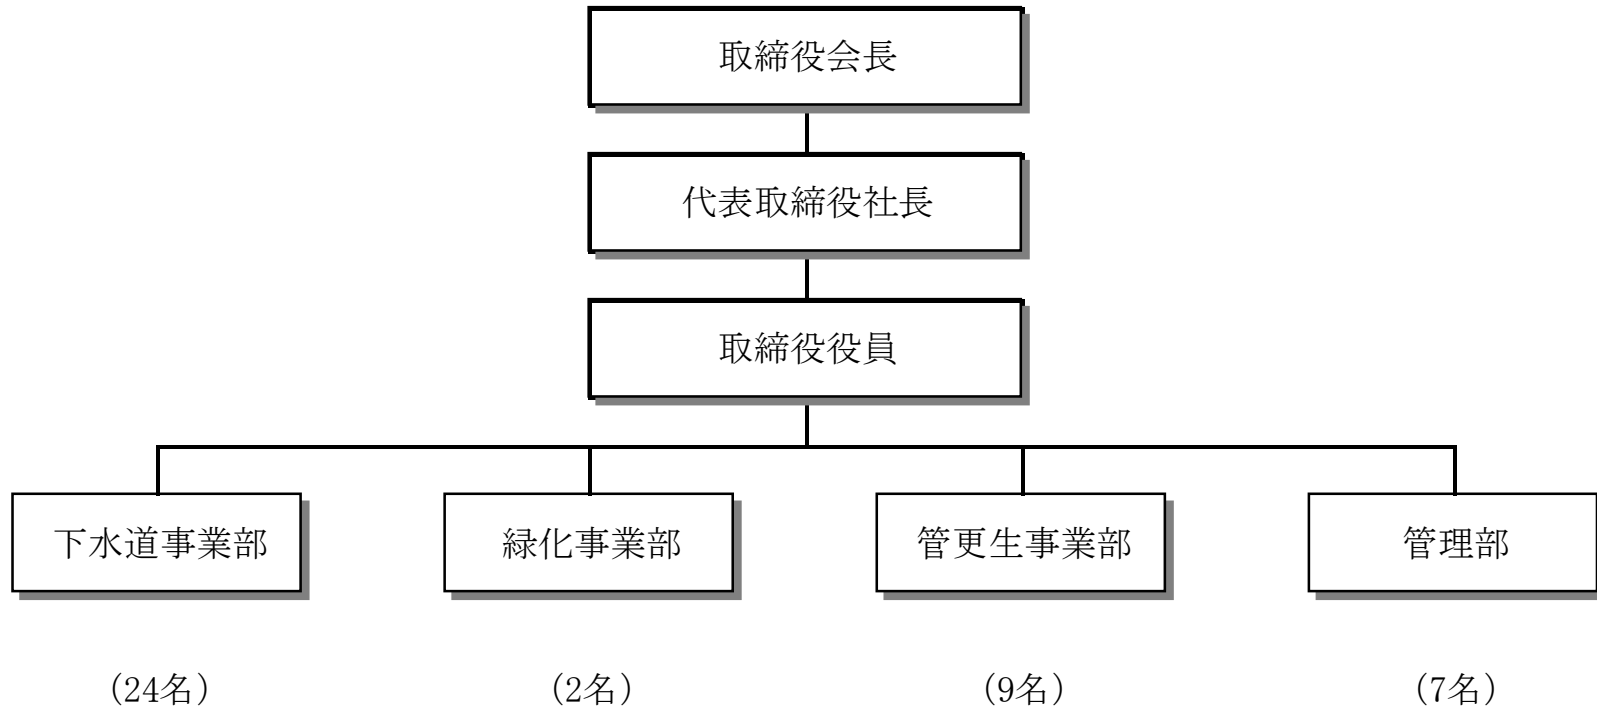 取締役会長
代表取締役社長
取締役役員
下水道事業部
緑化事業部
管更生事業部
管理部
(24名)
(2名)
(9名)
(7名)